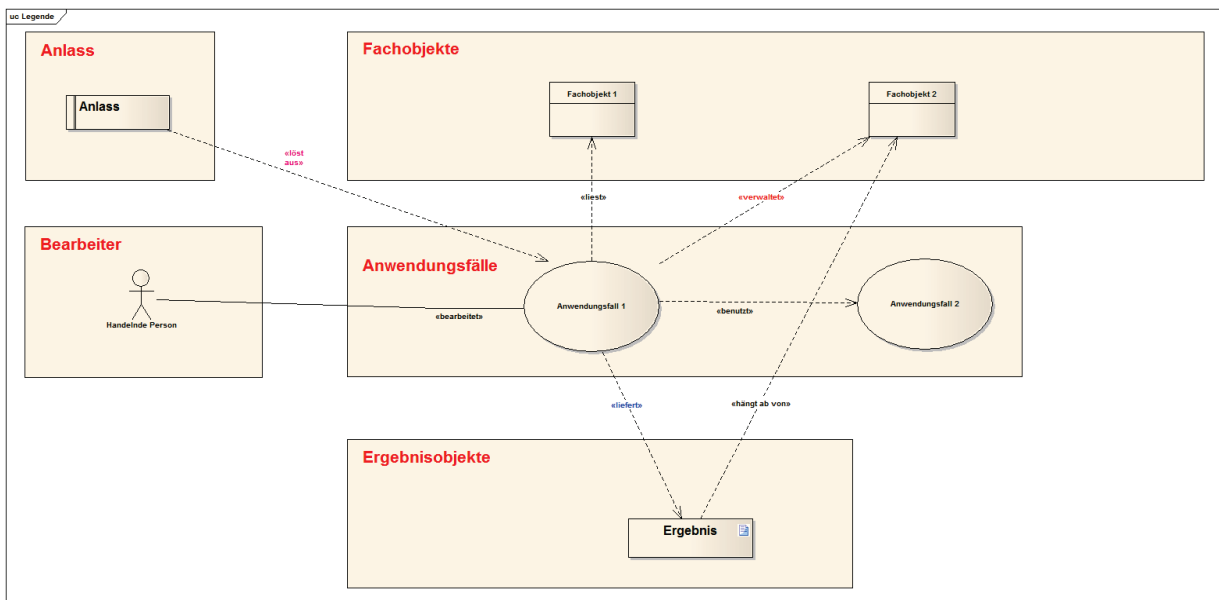 uc Legende
Anlass
Anlass
Fachobjekte
Fachobjekt 1
Fachobjekt 2
«löst
aus»
«liest»
«verwaltet»
Bearbeiter
Handelnde Person
Anwendungsfälle
Anwendungsfall 1
Anwendungsfall 2
«bearbeitet»
«benutzt»
«liefert»
«hängt ab von»
Ergebnisobjekte
Ergebnis